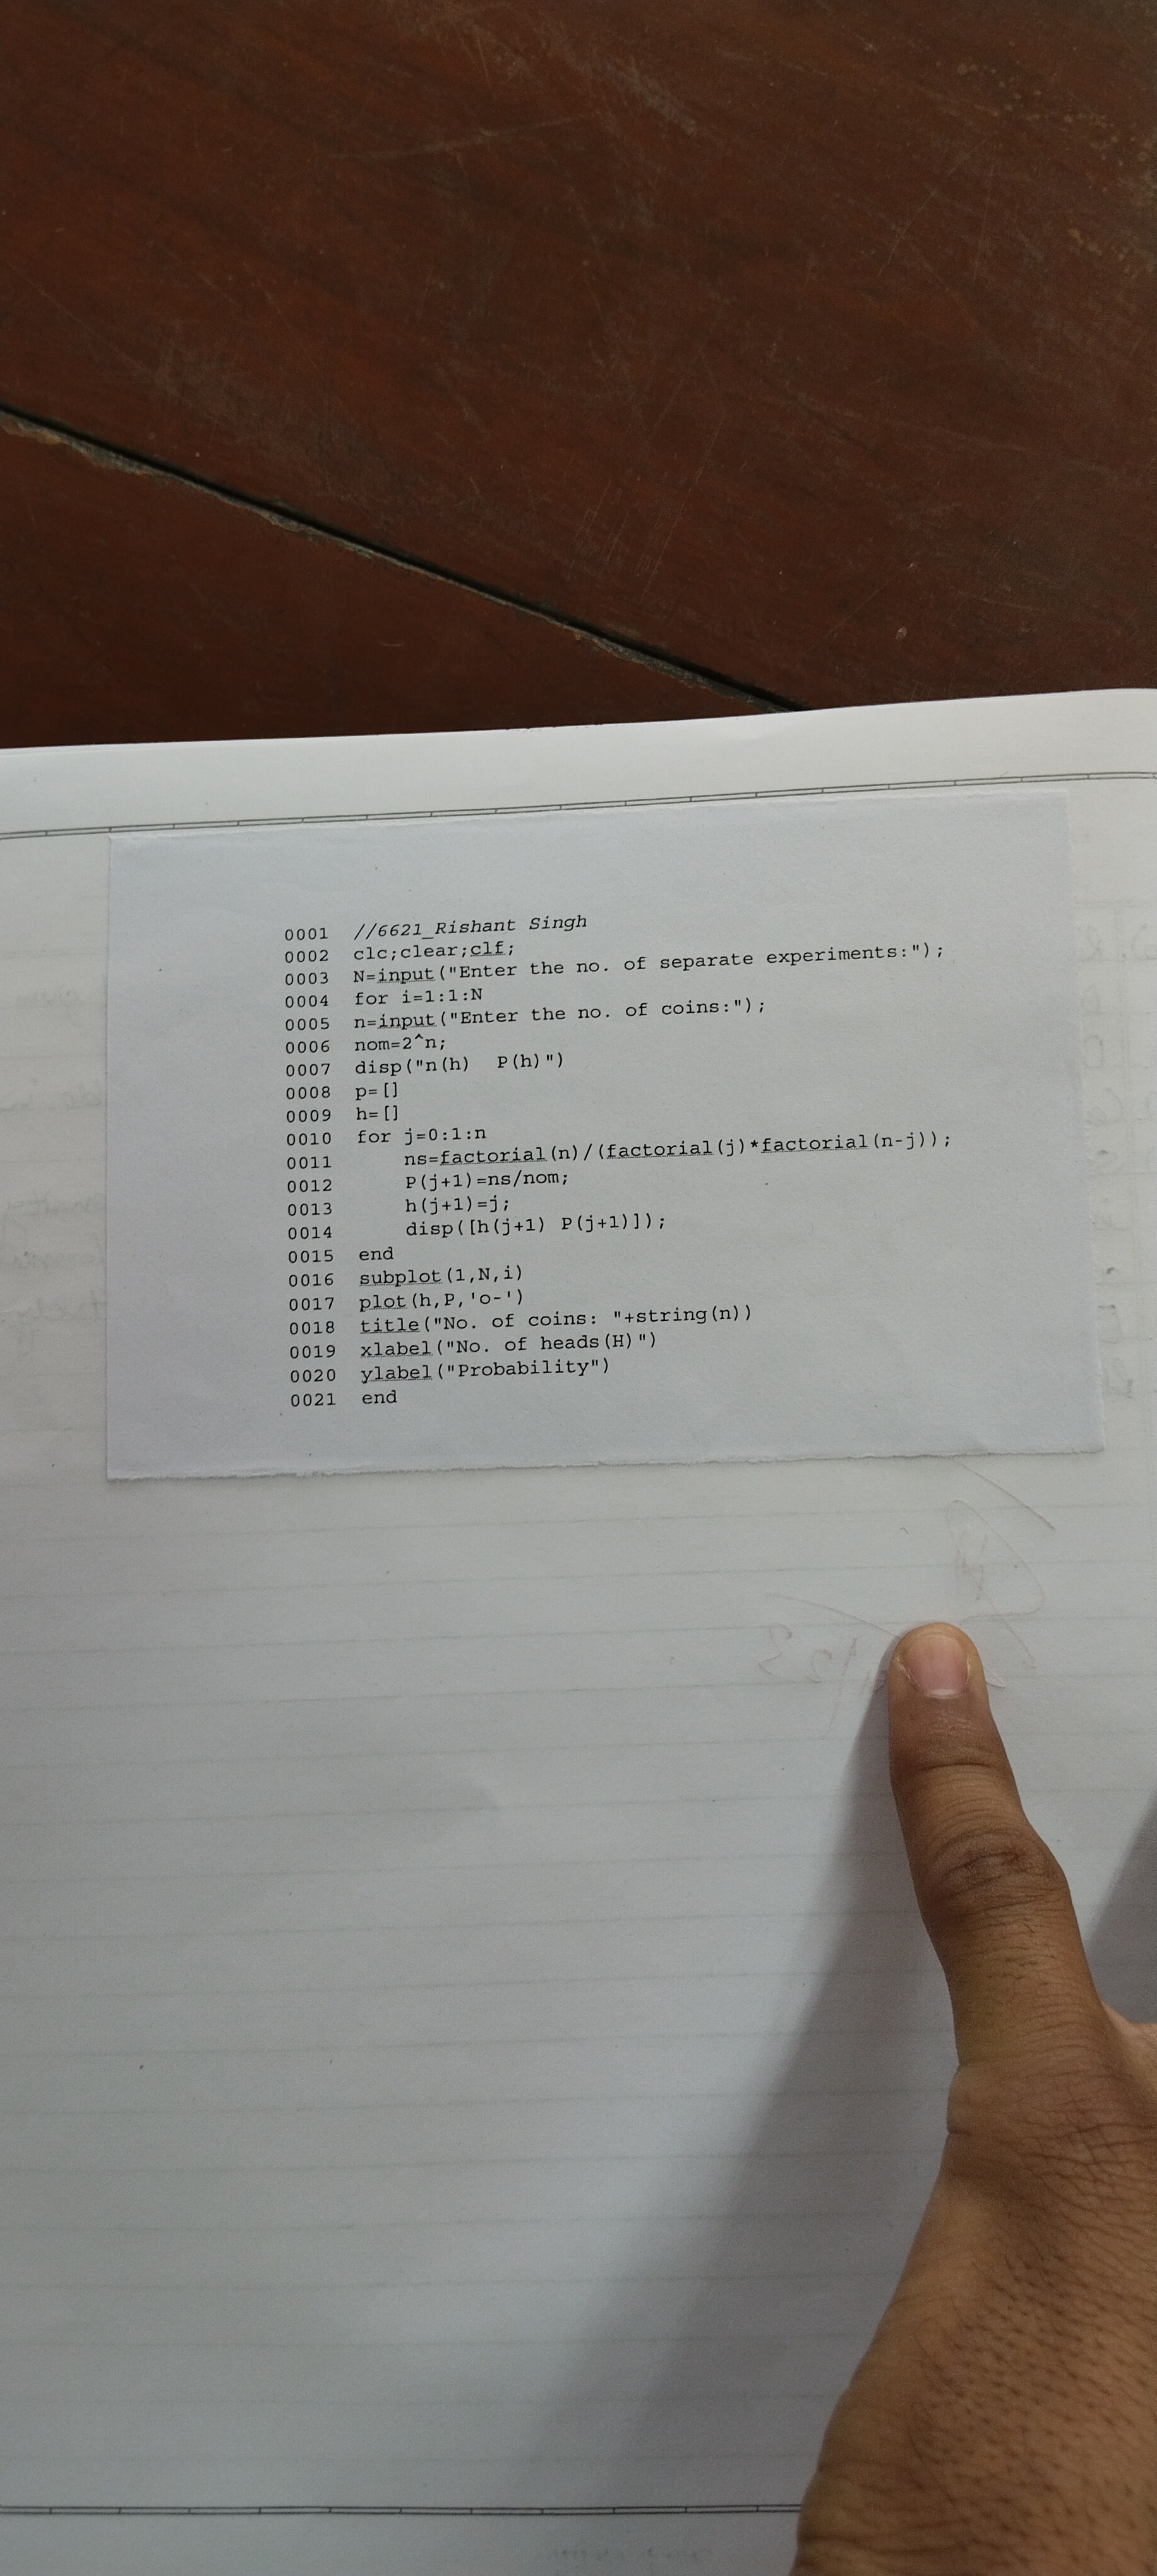 0001 //6621_Rishant Singh
0002 clc;clear;clf;
0003 N=input("Enter the no. of separate experiments:");
0004 for i=1:1:N
0005 n=input("Enter the no. of coins:");
0006 nom=2^n;
0007 disp("n(h)  P(h)")
0008 p=[]
0009 h=[]
0010 for j=0:1:n
0011     ns=factorial(n)/(factorial(j)*factorial(n-j));
0012     P(j+1)=ns/nom;
0013     h(j+1)=j;
0014     disp([h(j+1) P(j+1)]);
0015 end
0016 subplot(1,N,i)
0017 plot(h,P,'o-')
0018 title("No. of coins: "+string(n))
0019 xlabel("No. of heads(H)")
0020 ylabel("Probability")
0021 end